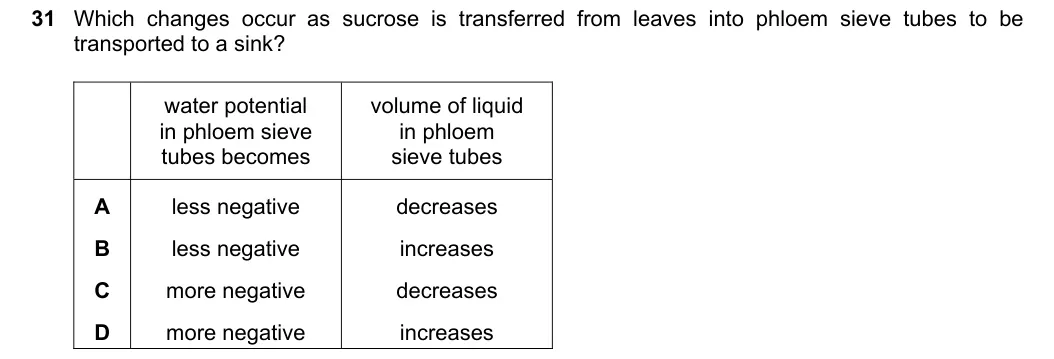 31 Which changes occur as sucrose is transferred from leaves into phloem sieve tubes to be
transported to a sink?
water potential in phloem sieve tubes becomes | volume of liquid in phloem sieve tubes
A less negative decreases
B less negative increases
C more negative decreases
D more negative increases